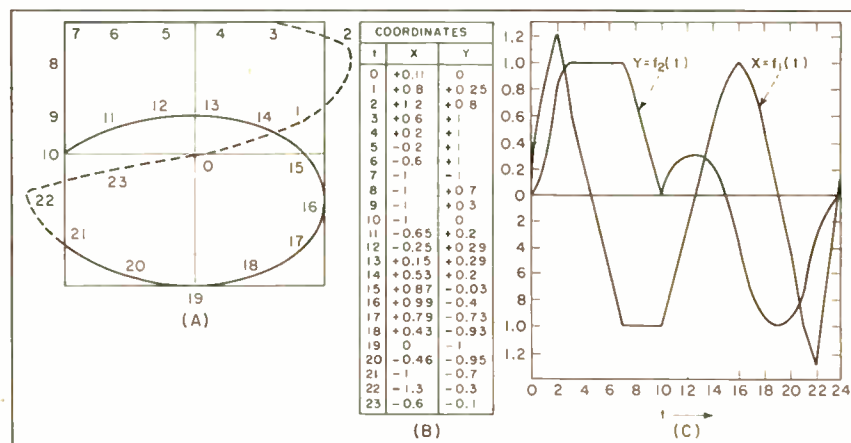 7 6 5 4 3 2
8
9 11 12 13 14 1
10 0 15
23
22 16
21 17
20 18
19
(A)
COORDINATES
t X Y
0 +0.11 0
1 +0.8 +0.25
2 +1.2 +0.8
3 +0.6 +1
4 +0.2 +1
5 -0.2 +1
6 -0.6 +1
7 -1 -1
8 -1 +0.7
9 -1 +0.3
10 -1 0
11 -0.65 +0.2
12 -0.25 +0.29
13 +0.15 +0.29
14 +0.53 +0.2
15 +0.87 -0.03
16 +0.99 -0.4
17 +0.79 -0.73
18 +0.43 -0.93
19 0 -1
20 -0.46 -0.95
21 -1 -0.7
22 -1.3 -0.3
23 -0.6 -0.1
(B)
1.2
1.0
0.8
0.6
0.4
0.2
0
0.2
0.4
0.6
0.8
1.0
1.2
Y=f₂(t) X=f₁(t)
0 2 4 6 8 10 12 14 16 18 20 22 24
t
(C)